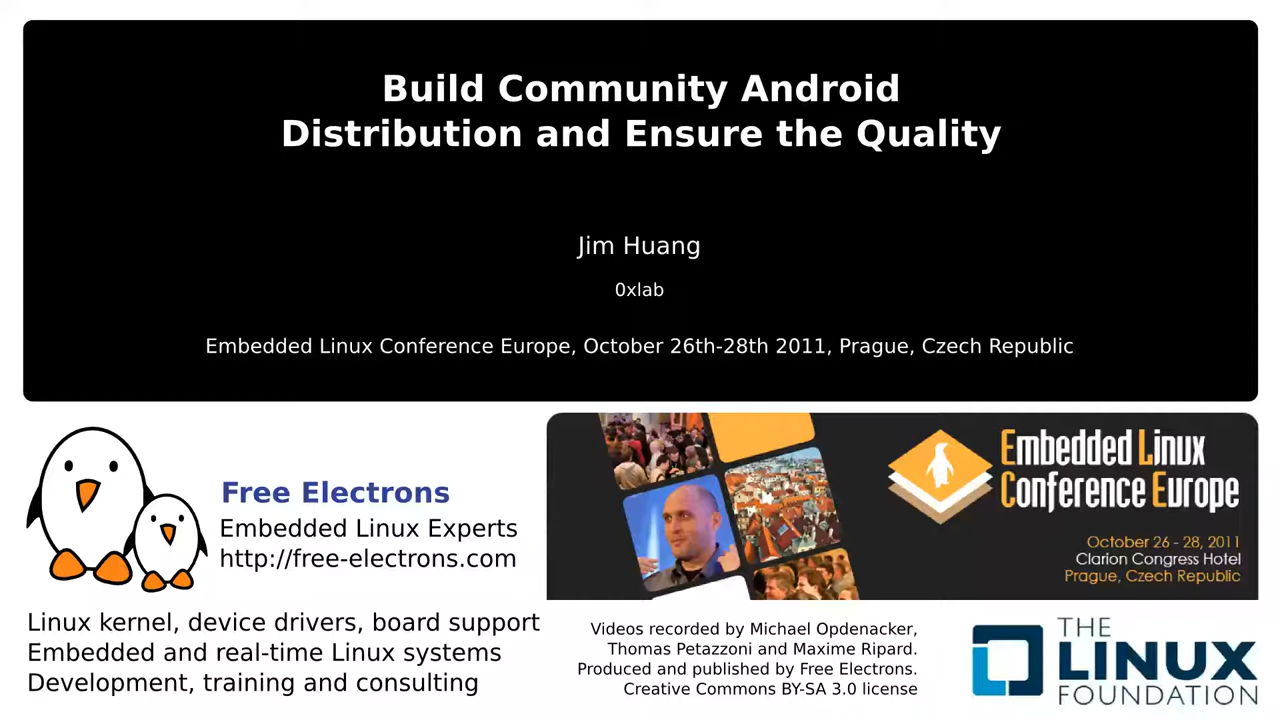 Build Community Android
Distribution and Ensure the Quality
Jim Huang
0xlab
Embedded Linux Conference Europe, October 26th-28th 2011, Prague, Czech Republic
Free Electrons
Embedded Linux Experts
http://free-electrons.com
Linux kernel, device drivers, board support
Embedded and real-time Linux systems
Development, training and consulting
Embedded Linux
Conference Europe
October 26 - 28, 2011
Clarion Congress Hotel
Prague, Czech Republic
Videos recorded by Michael Opdenacker,
Thomas Petazzoni and Maxime Ripard.
Produced and published by Free Electrons.
Creative Commons BY-SA 3.0 license
THE
LINUX
FOUNDATION